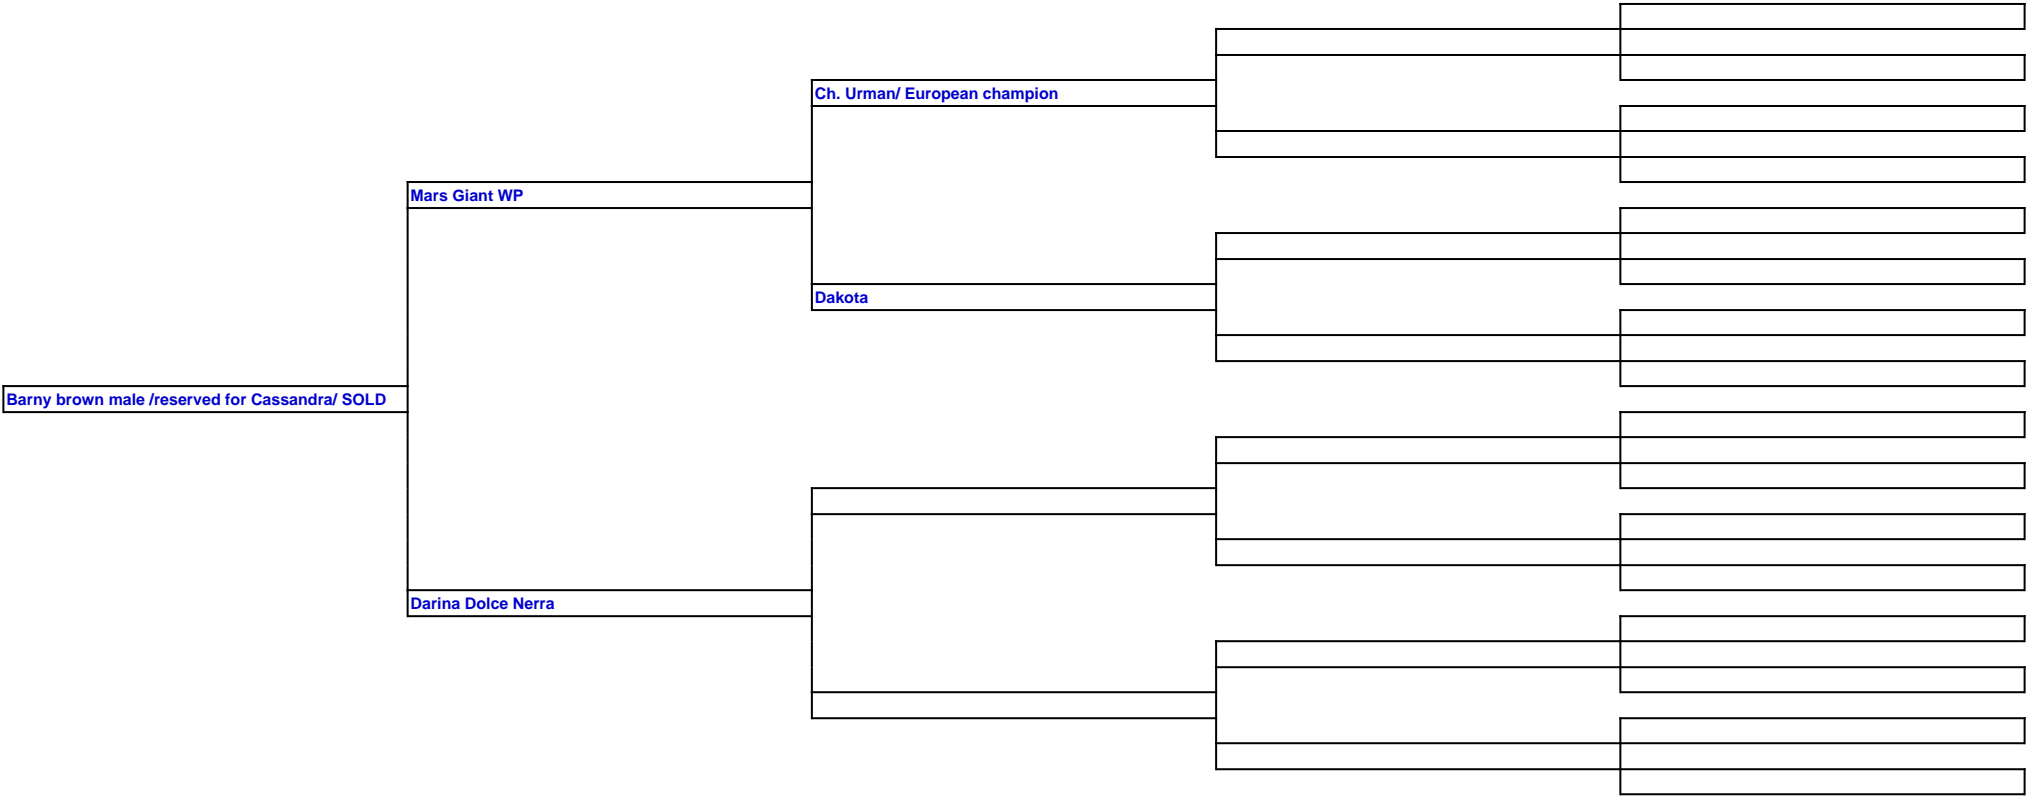 Ch. Urman/ European champion
Mars Giant WP
Dakota
Barny brown male /reserved for Cassandra/ SOLD
Darina Dolce Nerra